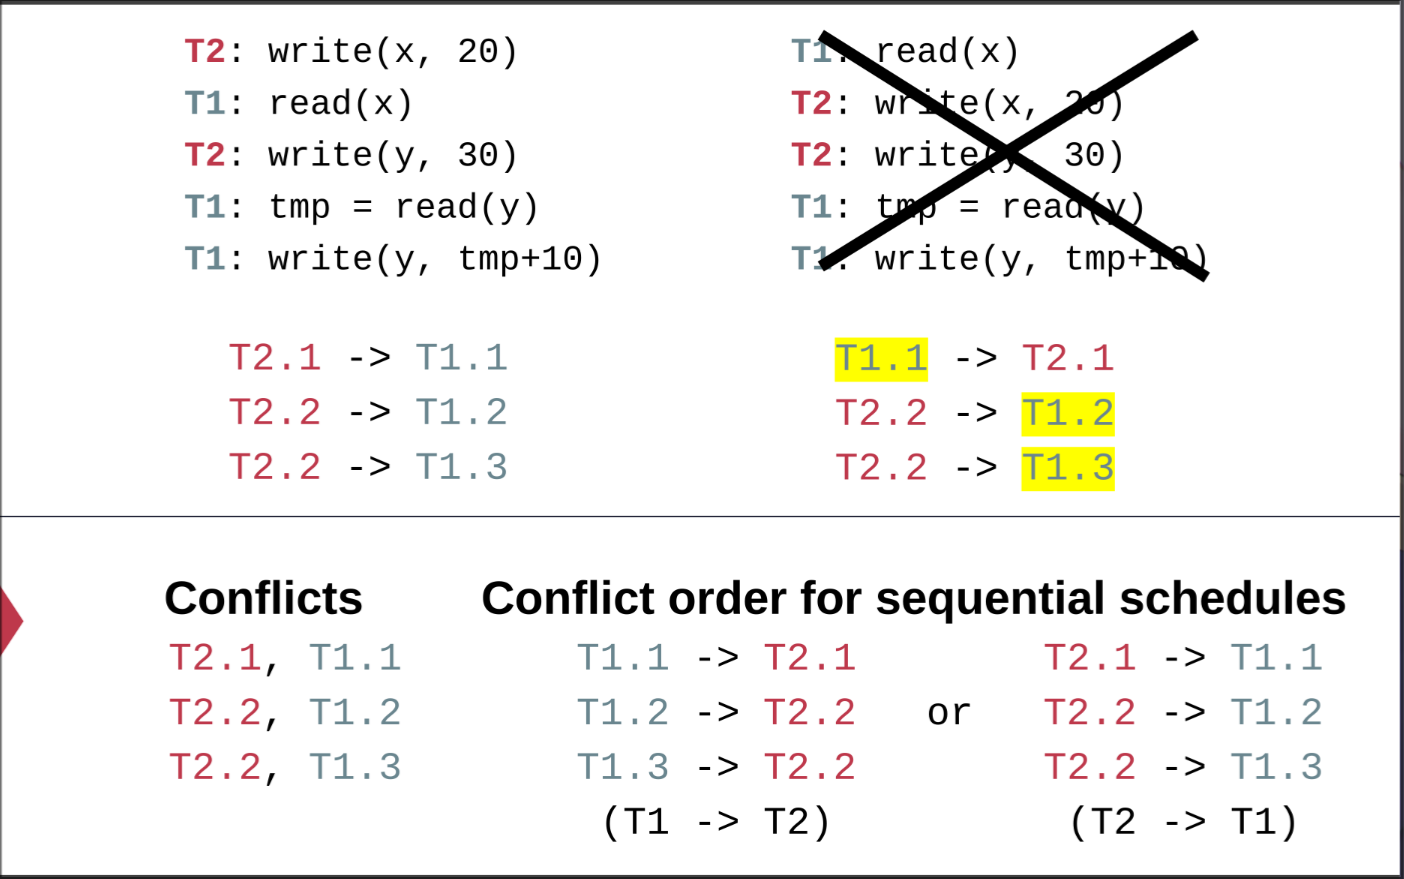 T2: write(x, 20)
T1: read(x)
T2: write(y, 30)
T1: tmp = read(y)
T1: write(y, tmp+10)
T2.1 -> T1.1
T2.2 -> T1.2
T2.2 -> T1.3
T1: read(x)
T2: write(x, 20)
T2: write(y, 30)
T1: tmp = read(y)
T1: write(y, tmp+10)
T1.1 -> T2.1
T2.2 -> T1.2
T2.2 -> T1.3
Conflicts
T2.1, T1.1
T2.2, T1.2
T2.2, T1.3
Conflict order for sequential schedules
T1.1 -> T2.1
T1.2 -> T2.2
T1.3 -> T2.2
(T1 -> T2)
or
T2.1 -> T1.1
T2.2 -> T1.2
T2.2 -> T1.3
(T2 -> T1)